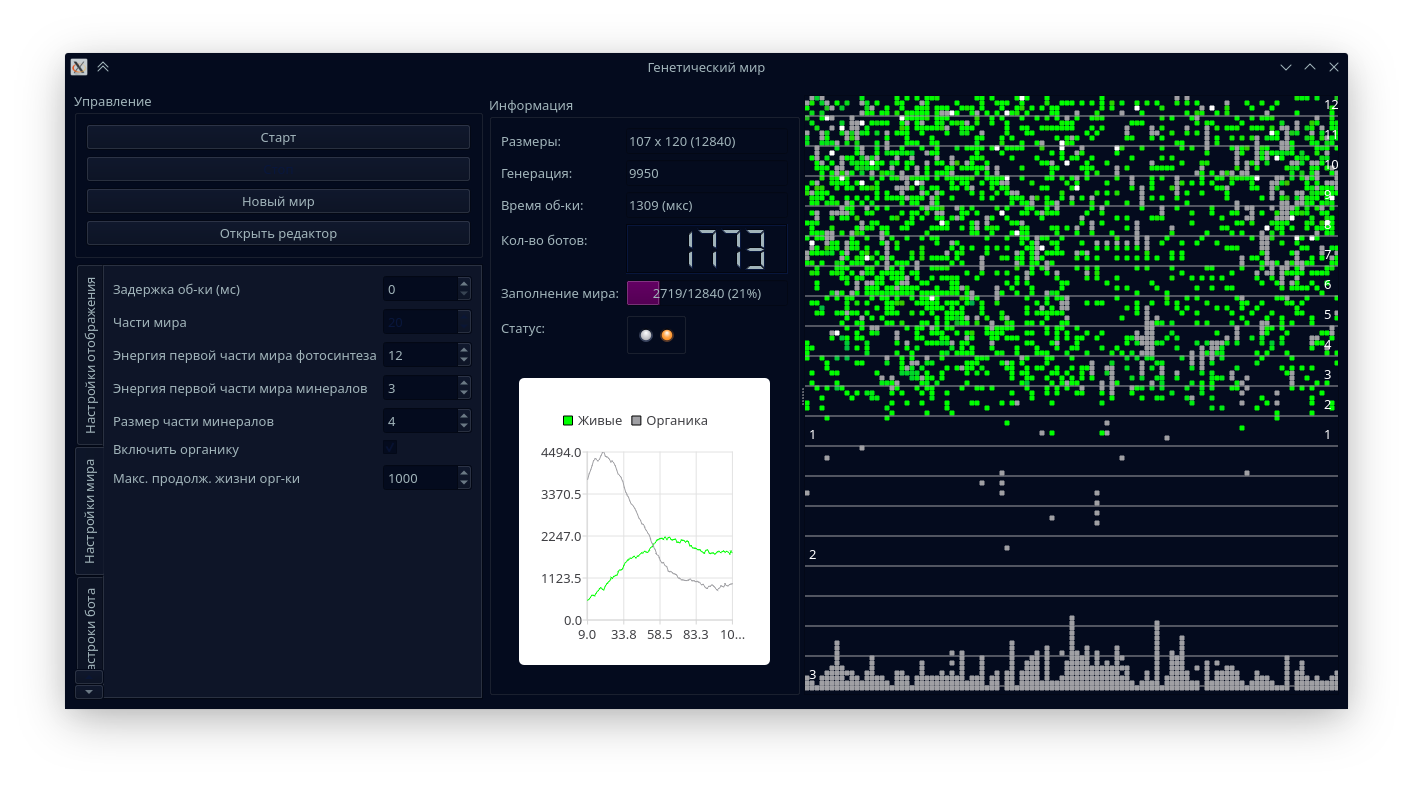 Генетический мир
Управление
Старт
Новый мир
Открыть редактор
Настройки отображения
Настройки мира
астроки бота
Задержка об-ки (мс) 0
Части мира 20
Энергия первой части мира фотосинтеза 12
Энергия первой части мира минералов 3
Размер части минералов 4
Включить органику
Макс. продолж. жизни орг-ки 1000
Информация
Размеры: 107 x 120 (12840)
Генерация: 9950
Время об-ки: 1309 (мкс)
Кол-во ботов: 1773
Заполнение мира: 2719/12840 (21%)
Статус:
Живые Органика
4494.0
3370.5
2247.0
1123.5
0.0
9.0 33.8 58.5 83.3 10...
12
11
10
9
8
7
6
5
4
3
2
1 1
2
3